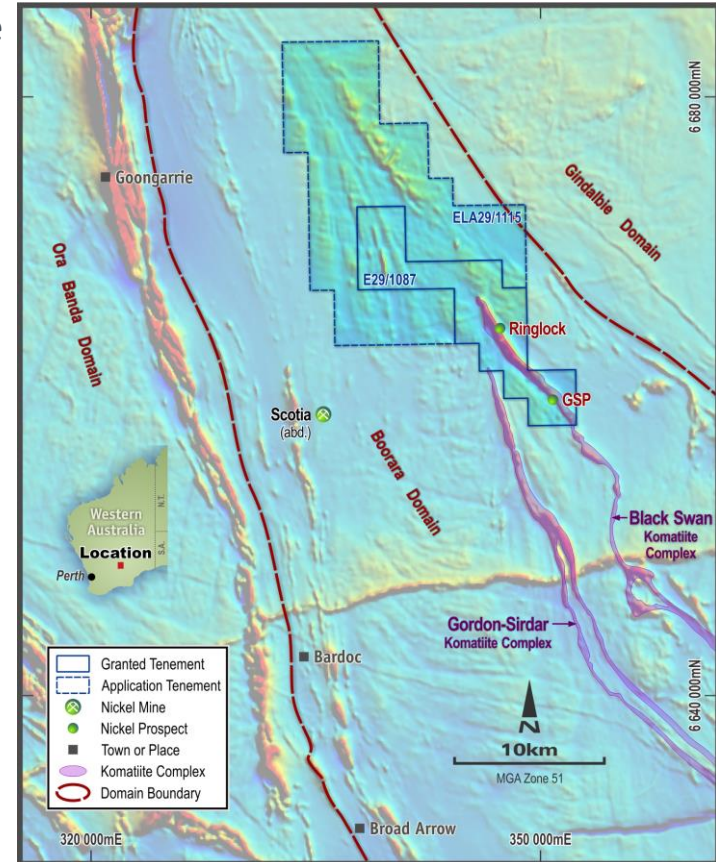 e
6 680 000mN
Goongarrie
Gindalbie Domain
ELA29/1115
Ora Banda Domain
E29/1087
Ringlock
GSP
Scotia
(abd.)
Boorara Domain
Western
Australia
Location
Perth
N.T.
S.A.
Black Swan
Komatiite
Complex
Gordon-Sirdar
Komatiite Complex
Bardoc
Granted Tenement
Application Tenement
Nickel Mine
Nickel Prospect
Town or Place
Komatiite Complex
Domain Boundary
N
10km
MGA Zone 51
6 640 000mN
Broad Arrow
320 000mE
350 000mE